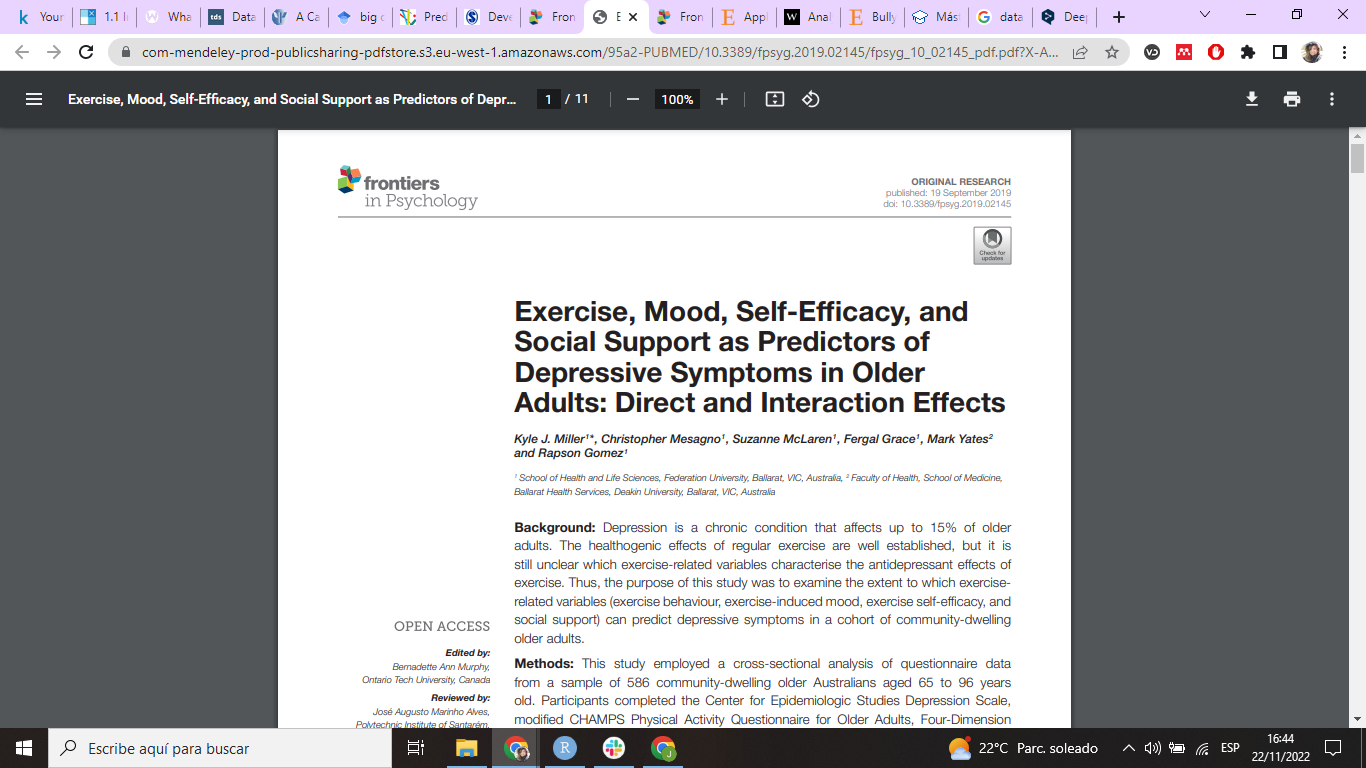 Your
1.1 I
Wha
tds
Data
A Ca
big c
Pred
Deve
Fron
E
Fron
E
Appl
W
Anal
E
Bully
Mást
data
Deep
com-mendeley-prod-publicsharing-pdfstore.s3.eu-west-1.amazonaws.com/95a2-PUBMED/10.3389/fpsyg.2019.02145/fpsyg_10_02145_pdf.pdf?X-A...
Exercise, Mood, Self-Efficacy, and Social Support as Predictors of Depr...
1 / 11
100%
frontiers
in Psychology
ORIGINAL RESEARCH
published: 19 September 2019
doi: 10.3389/fpsyg.2019.02145
Check for
updates
Exercise, Mood, Self-Efficacy, and
Social Support as Predictors of
Depressive Symptoms in Older
Adults: Direct and Interaction Effects
Kyle J. Miller¹*, Christopher Mesagno¹, Suzanne McLaren¹, Fergal Grace¹, Mark Yates²
and Rapson Gomez¹
¹ School of Health and Life Sciences, Federation University, Ballarat, VIC, Australia, ² Faculty of Health, School of Medicine,
Ballarat Health Services, Deakin University, Ballarat, VIC, Australia
Background: Depression is a chronic condition that affects up to 15% of older
adults. The healthogenic effects of regular exercise are well established, but it is
still unclear which exercise-related variables characterise the antidepressant effects of
exercise. Thus, the purpose of this study was to examine the extent to which exercise-
related variables (exercise behaviour, exercise-induced mood, exercise self-efficacy, and
social support) can predict depressive symptoms in a cohort of community-dwelling
older adults.
OPEN ACCESS
Edited by:
Bernadette Ann Murphy,
Ontario Tech University, Canada
Reviewed by:
José Augusto Marinho Alves,
Polytechnic Institute of Santarém,
Methods: This study employed a cross-sectional analysis of questionnaire data
from a sample of 586 community-dwelling older Australians aged 65 to 96 years
old. Participants completed the Center for Epidemiologic Studies Depression Scale,
modified CHAMPS Physical Activity Questionnaire for Older Adults, Four-Dimension
Escribe aquí para buscar
22°C Parc. soleado
ESP
16:44
22/11/2022